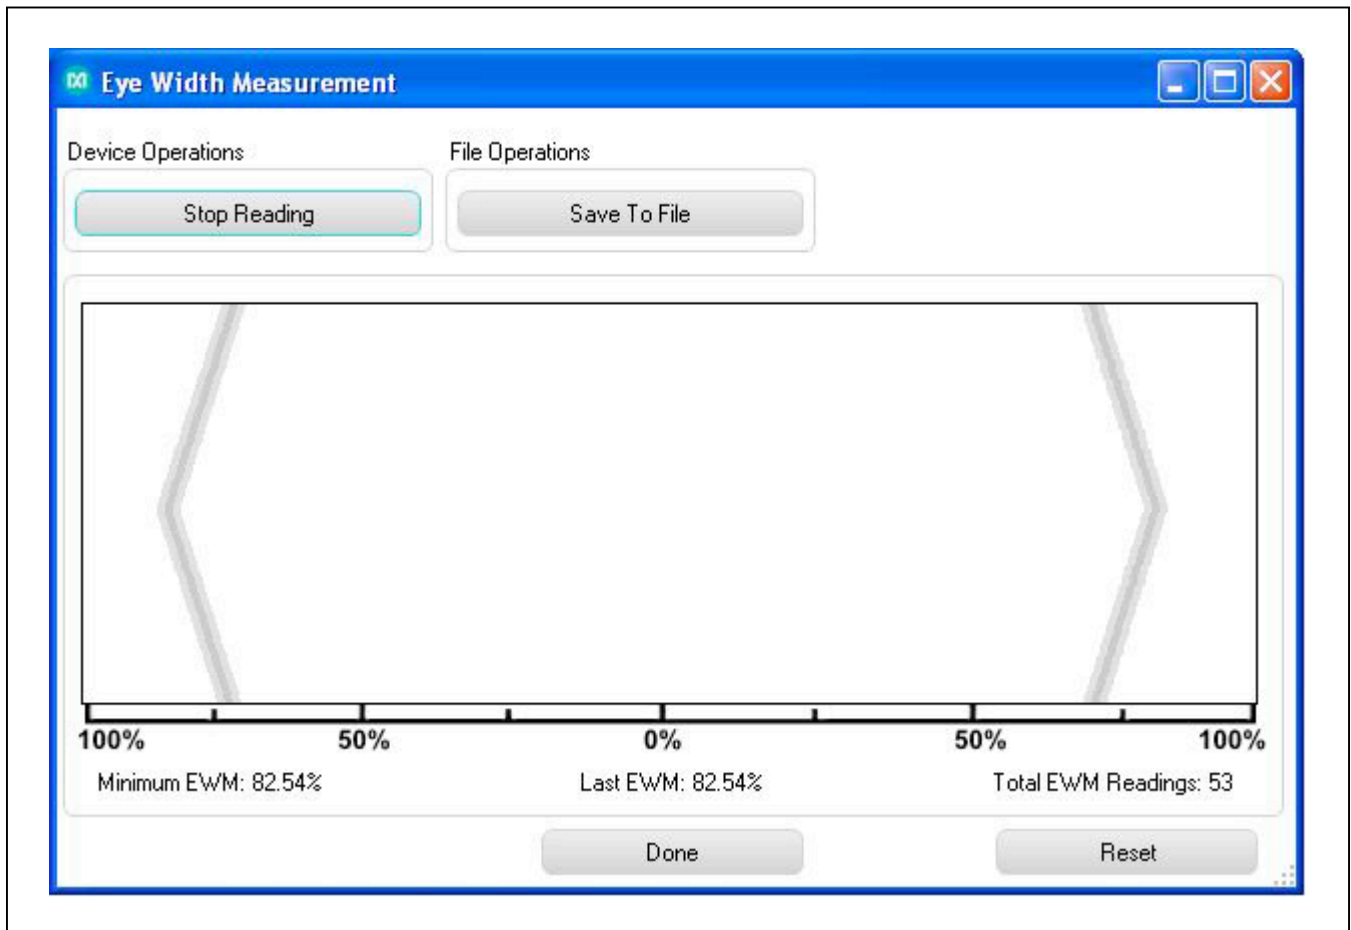 Eye Width Measurement
Device Operations
File Operations
Stop Reading
Save To File
100%
50%
0%
50%
100%
Minimum EWM: 82.54%
Last EWM: 82.54%
Total EWM Readings: 53
Done
Reset